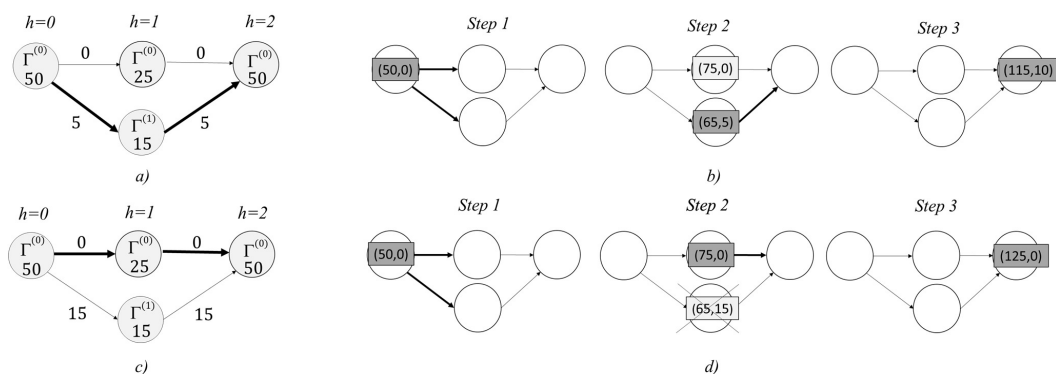 h=0 h=1 h=2
Γ(0) 50
0
Γ(0) 25
0
Γ(0) 50
5
Γ(1) 15
5
a)
Step 1 Step 2 Step 3
(50,0)
(75,0)
(65,5)
(115,10)
b)
h=0 h=1 h=2
Γ(0) 50
0
Γ(0) 25
0
Γ(0) 50
15
Γ(1) 15
15
c)
Step 1 Step 2 Step 3
(50,0)
(75,0)
(65,15)
(125,0)
d)